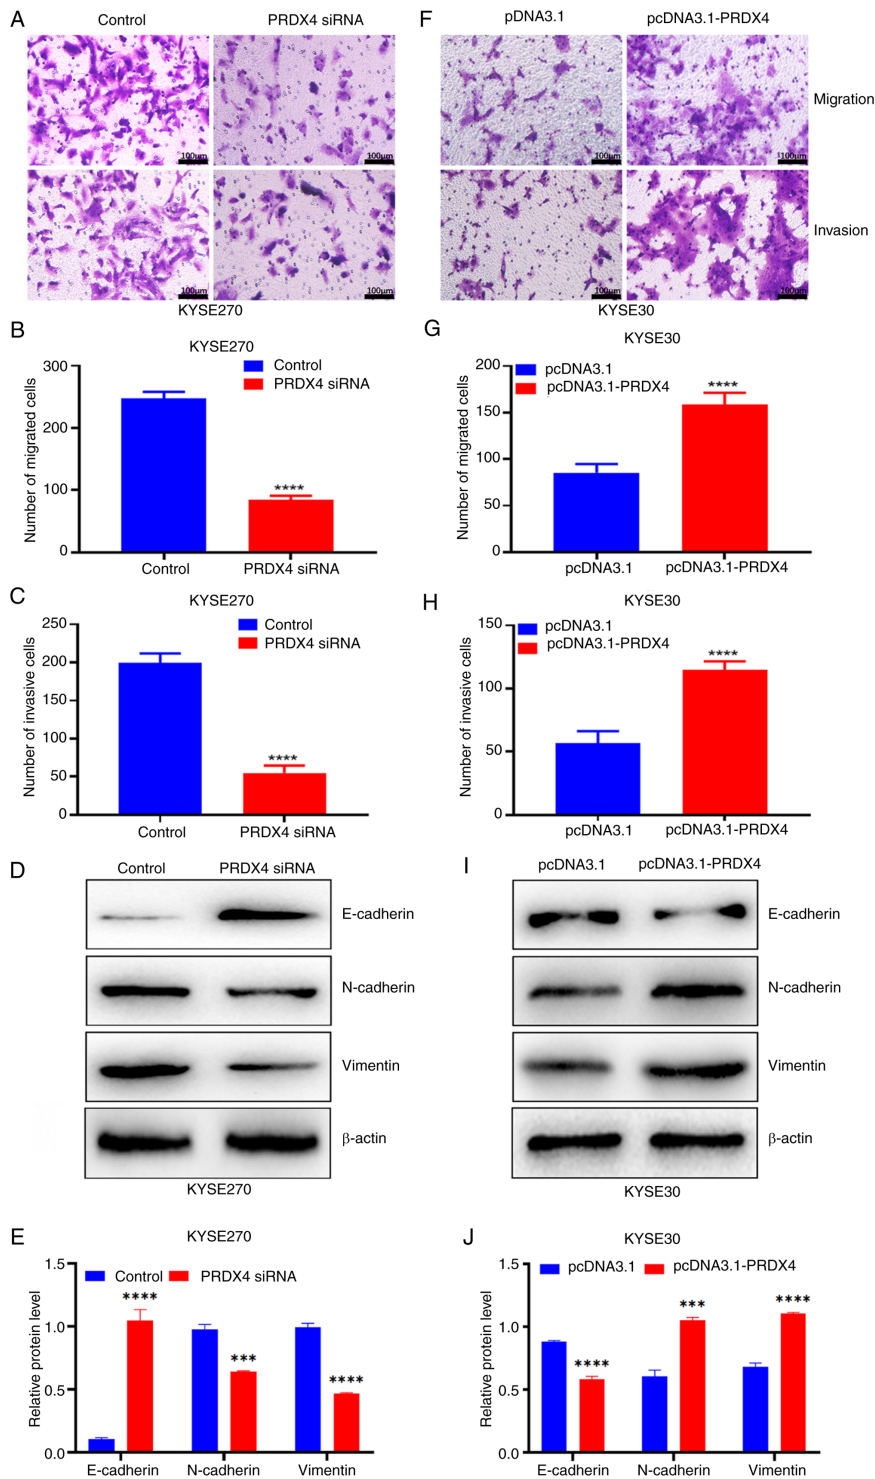 A
Control
PRDX4 siRNA
100µm
100µm
100µm
100µm
KYSE270
F
pDNA3.1
pcDNA3.1-PRDX4
Migration
Invasion
100µm
100µm
100µm
100µm
KYSE30
B
KYSE270
Control
PRDX4 siRNA
Number of migrated cells
300
200
100
0
****
Control
PRDX4 siRNA
G
KYSE30
pcDNA3.1
pcDNA3.1-PRDX4
Number of migrated cells
200
150
100
50
0
****
pcDNA3.1
pcDNA3.1-PRDX4
C
KYSE270
Control
PRDX4 siRNA
Number of invasive cells
250
200
150
100
50
0
****
Control
PRDX4 siRNA
H
KYSE30
pcDNA3.1
pcDNA3.1-PRDX4
Number of invasive cells
150
100
50
0
****
pcDNA3.1
pcDNA3.1-PRDX4
D
Control
PRDX4 siRNA
E-cadherin
N-cadherin
Vimentin
β-actin
KYSE270
I
pcDNA3.1
pcDNA3.1-PRDX4
E-cadherin
N-cadherin
Vimentin
β-actin
KYSE30
E
KYSE270
Control
PRDX4 siRNA
Relative protein level
1.5
1.0
0.5
0.0
****
***
****
E-cadherin
N-cadherin
Vimentin
J
KYSE30
pcDNA3.1
pcDNA3.1-PRDX4
Relative protein level
1.5
1.0
0.5
0.0
****
***
****
E-cadherin
N-cadherin
Vimentin